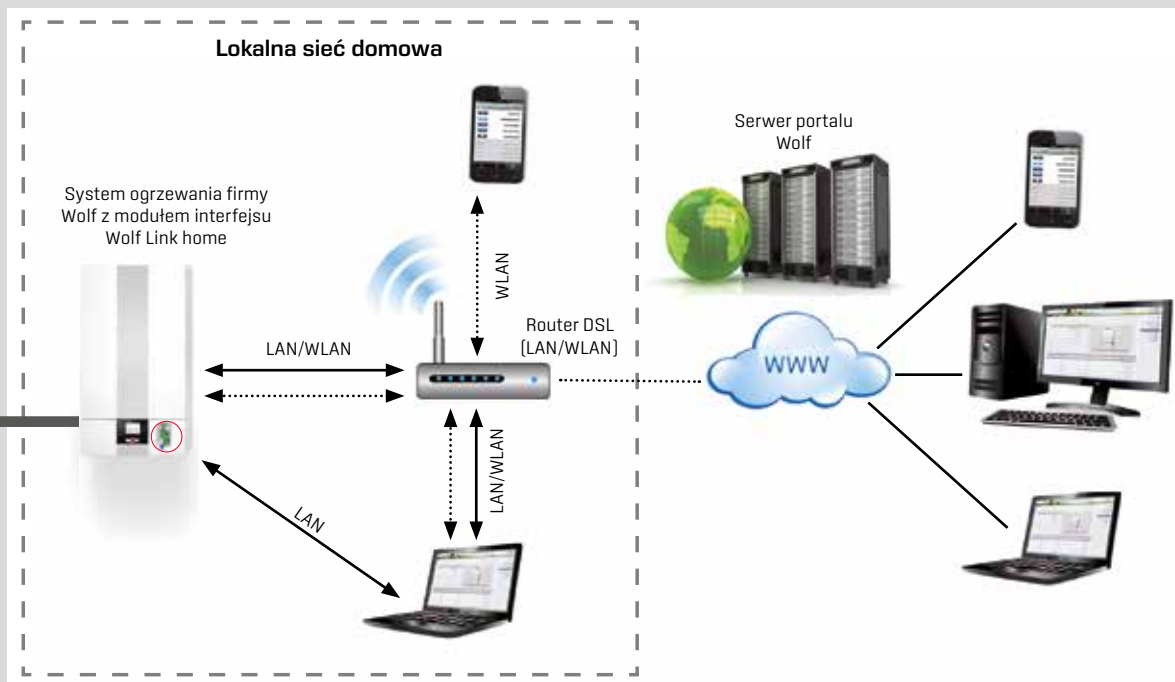 Lokalna sieć domowa
System ogrzewania firmy
Wolf z modułem interfejsu
Wolf Link home
LAN/WLAN
WLAN
Router DSL
(LAN/WLAN)
LAN/WLAN
LAN
Serwer portalu
Wolf
WWW